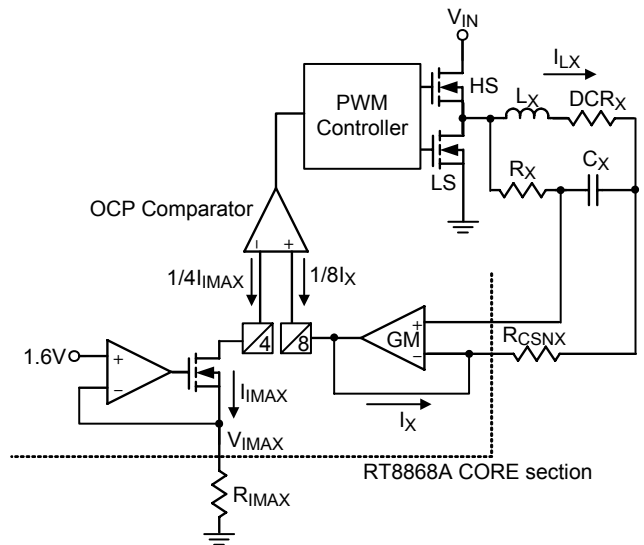 VIN
ILX
HS
LX
DCRX
PWM
Controller
LS
RX
CX
OCP Comparator
− +
1/4IIMAX
1/8IX
4
8
+
GM
−
RCSNX
1.6V
+
−
IIMAX
IX
VIMAX
RT8868A CORE section
RIMAX